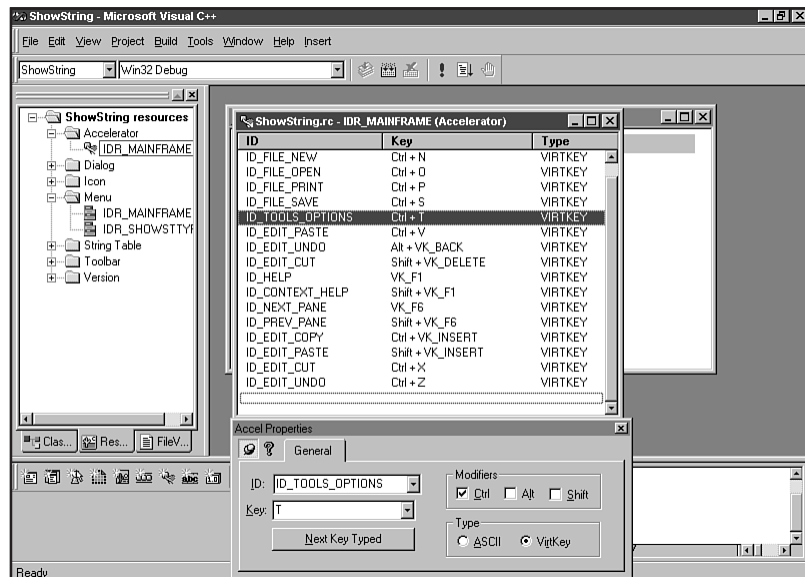 ShowString - Microsoft Visual C++
File Edit View Project Build Tools Window Help Insert
ShowString Win32 Debug
ShowString resources
Accelerator
IDR_MAINFRAME
Dialog
Icon
Menu
IDR_MAINFRAME
IDR_SHOWSTTYP
String Table
Toolbar
Version
Clas... Res... FileV...
ShowString.rc - IDR_MAINFRAME (Accelerator)
ID Key Type
ID_FILE_NEW Ctrl + N VIRTKEY
ID_FILE_OPEN Ctrl + O VIRTKEY
ID_FILE_PRINT Ctrl + P VIRTKEY
ID_FILE_SAVE Ctrl + S VIRTKEY
ID_TOOLS_OPTIONS Ctrl + T VIRTKEY
ID_EDIT_PASTE Ctrl + V VIRTKEY
ID_EDIT_UNDO Alt + VK_BACK VIRTKEY
ID_EDIT_CUT Shift + VK_DELETE VIRTKEY
ID_HELP VK_F1 VIRTKEY
ID_CONTEXT_HELP Shift + VK_F1 VIRTKEY
ID_NEXT_PANE VK_F6 VIRTKEY
ID_PREV_PANE Shift + VK_F6 VIRTKEY
ID_EDIT_COPY Ctrl + VK_INSERT VIRTKEY
ID_EDIT_PASTE Shift + VK_INSERT VIRTKEY
ID_EDIT_CUT Ctrl + X VIRTKEY
ID_EDIT_UNDO Ctrl + Z VIRTKEY
Accel Properties
General
ID: ID_TOOLS_OPTIONS
Key: T
Next Key Typed
Modifiers
Ctrl Alt Shift
Type
ASCII VirtKey
Ready